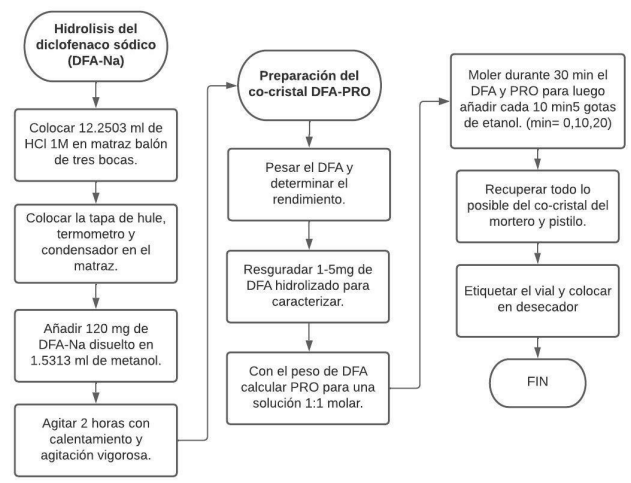 Hidrolisis del
diclofenaco sódico
(DFA-Na)
Colocar 12.2503 ml de
HCl 1M en matraz balón
de tres bocas.
Colocar la tapa de hule,
termometro y
condensador en el
matraz.
Añadir 120 mg de
DFA-Na disuelto en
1.5313 ml de metanol.
Agitar 2 horas con
calentamiento y
agitación vigorosa.
Preparación del
co-cristal DFA-PRO
Pesar el DFA y
determinar el
rendimiento.
Resguradar 1-5mg de
DFA hidrolizado para
caracterizar.
Con el peso de DFA
calcular PRO para una
solución 1:1 molar.
Moler durante 30 min el
DFA y PRO para luego
añadir cada 10 min5 gotas
de etanol. (min= 0,10,20)
Recuperar todo lo
posible del co-cristal del
mortero y pistilo.
Etiquetar el vial y colocar
en desecador
FIN